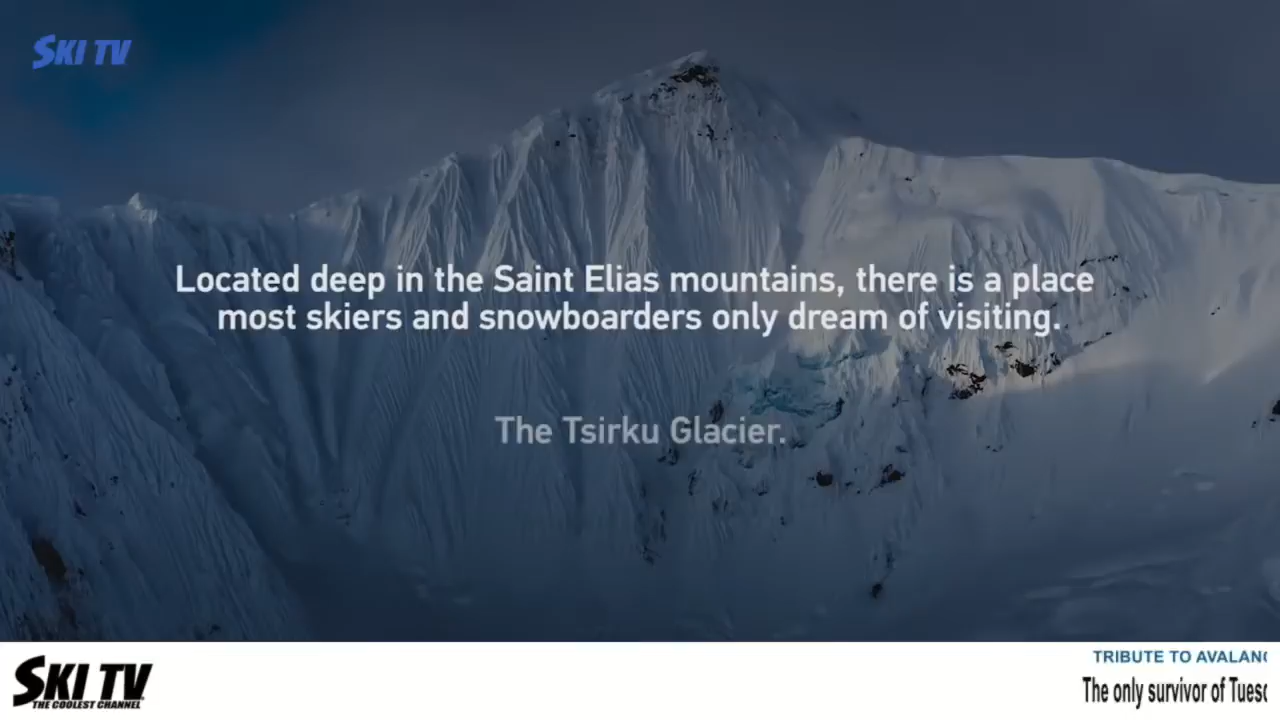 SKI TV
Located deep in the Saint Elias mountains, there is a place
most skiers and snowboarders only dream of visiting.
The Tsirku Glacier.
TRIBUTE TO
The only survivor of
SKI TV
THE COOLEST CHANNEL